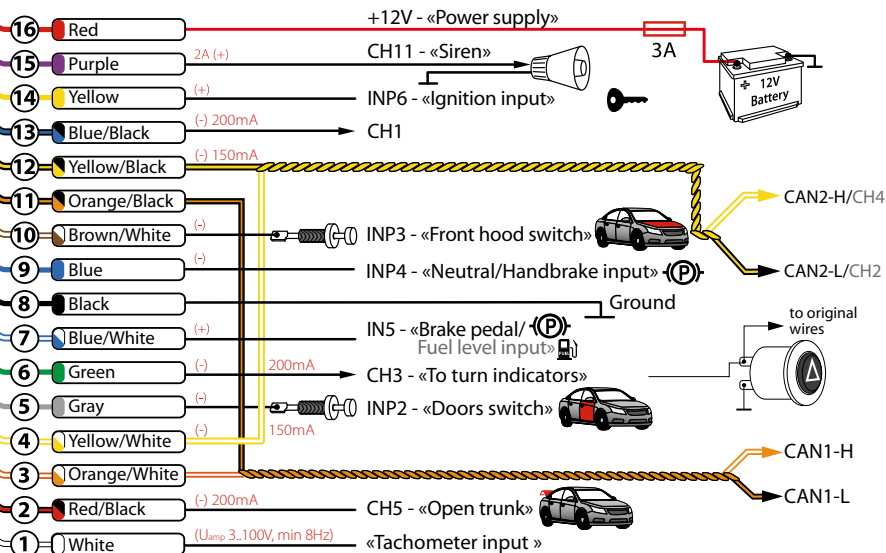 16 Red +12V - «Power supply»
3A
15 Purple 2A (+) CH11 - «Siren»
+ 12V
Battery
14 Yellow (+) INP6 - «Ignition input»
13 Blue/Black (-) 200mA CH1
12 Yellow/Black (-) 150mA
11 Orange/Black
CAN2-H/CH4
10 Brown/White (-) INP3 - «Front hood switch»
9 Blue (-) INP4 - «Neutral/Handbrake input» (P)
CAN2-L/CH2
8 Black Ground
7 Blue/White (+) IN5 - «Brake pedal/ (P)
Fuel level input»
to original
wires
6 Green (-) 200mA CH3 - «To turn indicators»
5 Gray (-) INP2 - «Doors switch»
4 Yellow/White (-) 150mA
CAN1-H
3 Orange/White
CAN1-L
2 Red/Black (-) 200mA CH5 - «Open trunk»
1 White (Uamp 3..100V, min 8Hz) «Tachometer input »